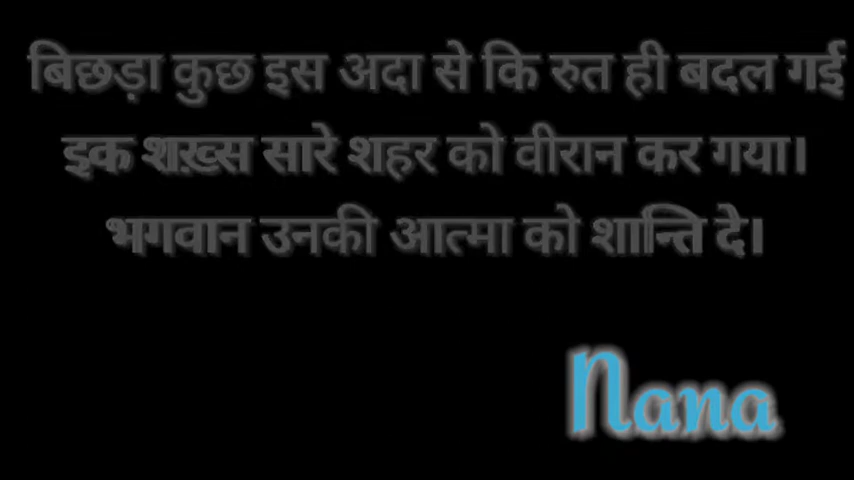 बिछड़ा कुछ इस अदा से कि रुत ही बदल गई
इक शख़्स सारे शहर को वीरान कर गया।
भगवान उनकी आत्मा को शान्ति दे।
Nana